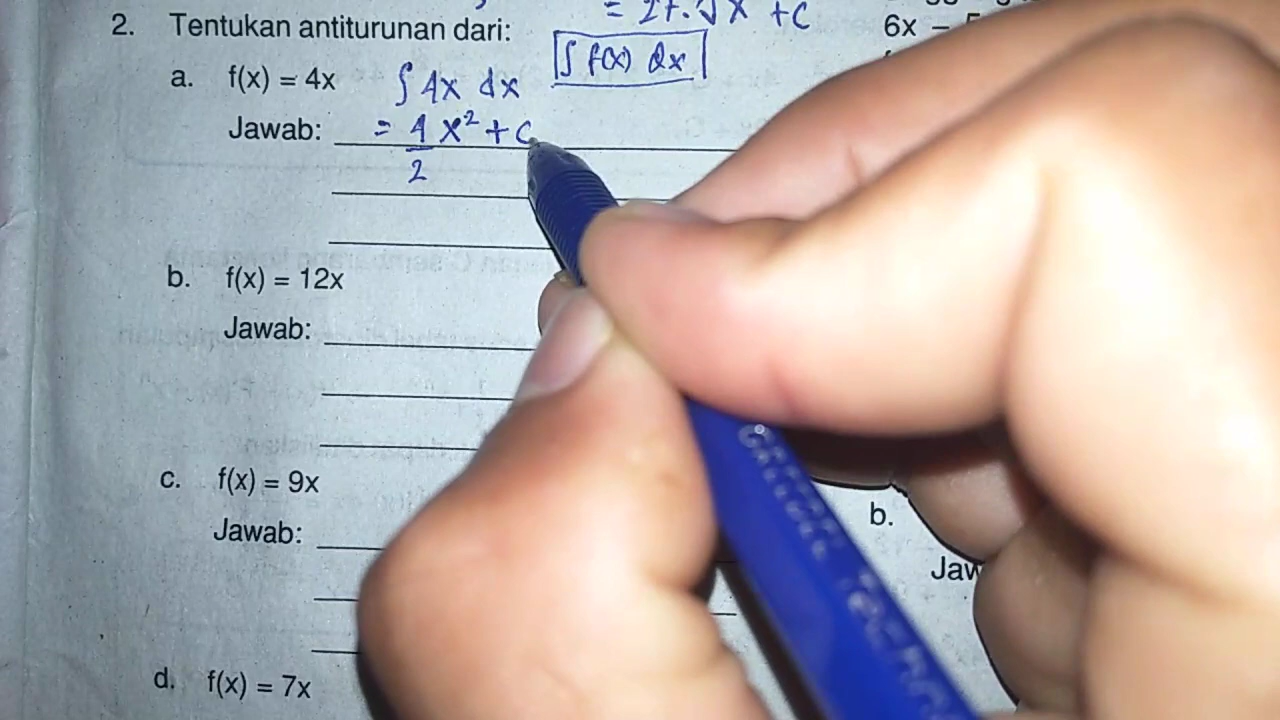 = 27.√x + C
2. Tentukan antiturunan dari:
∫ f(x) dx
6x –
a. f(x) = 4x ∫ 4x dx
Jawab: = 4/2 x² + C
b. f(x) = 12x
Jawab:
c. f(x) = 9x
Jawab:
d. f(x) = 7x
b.
Jaw